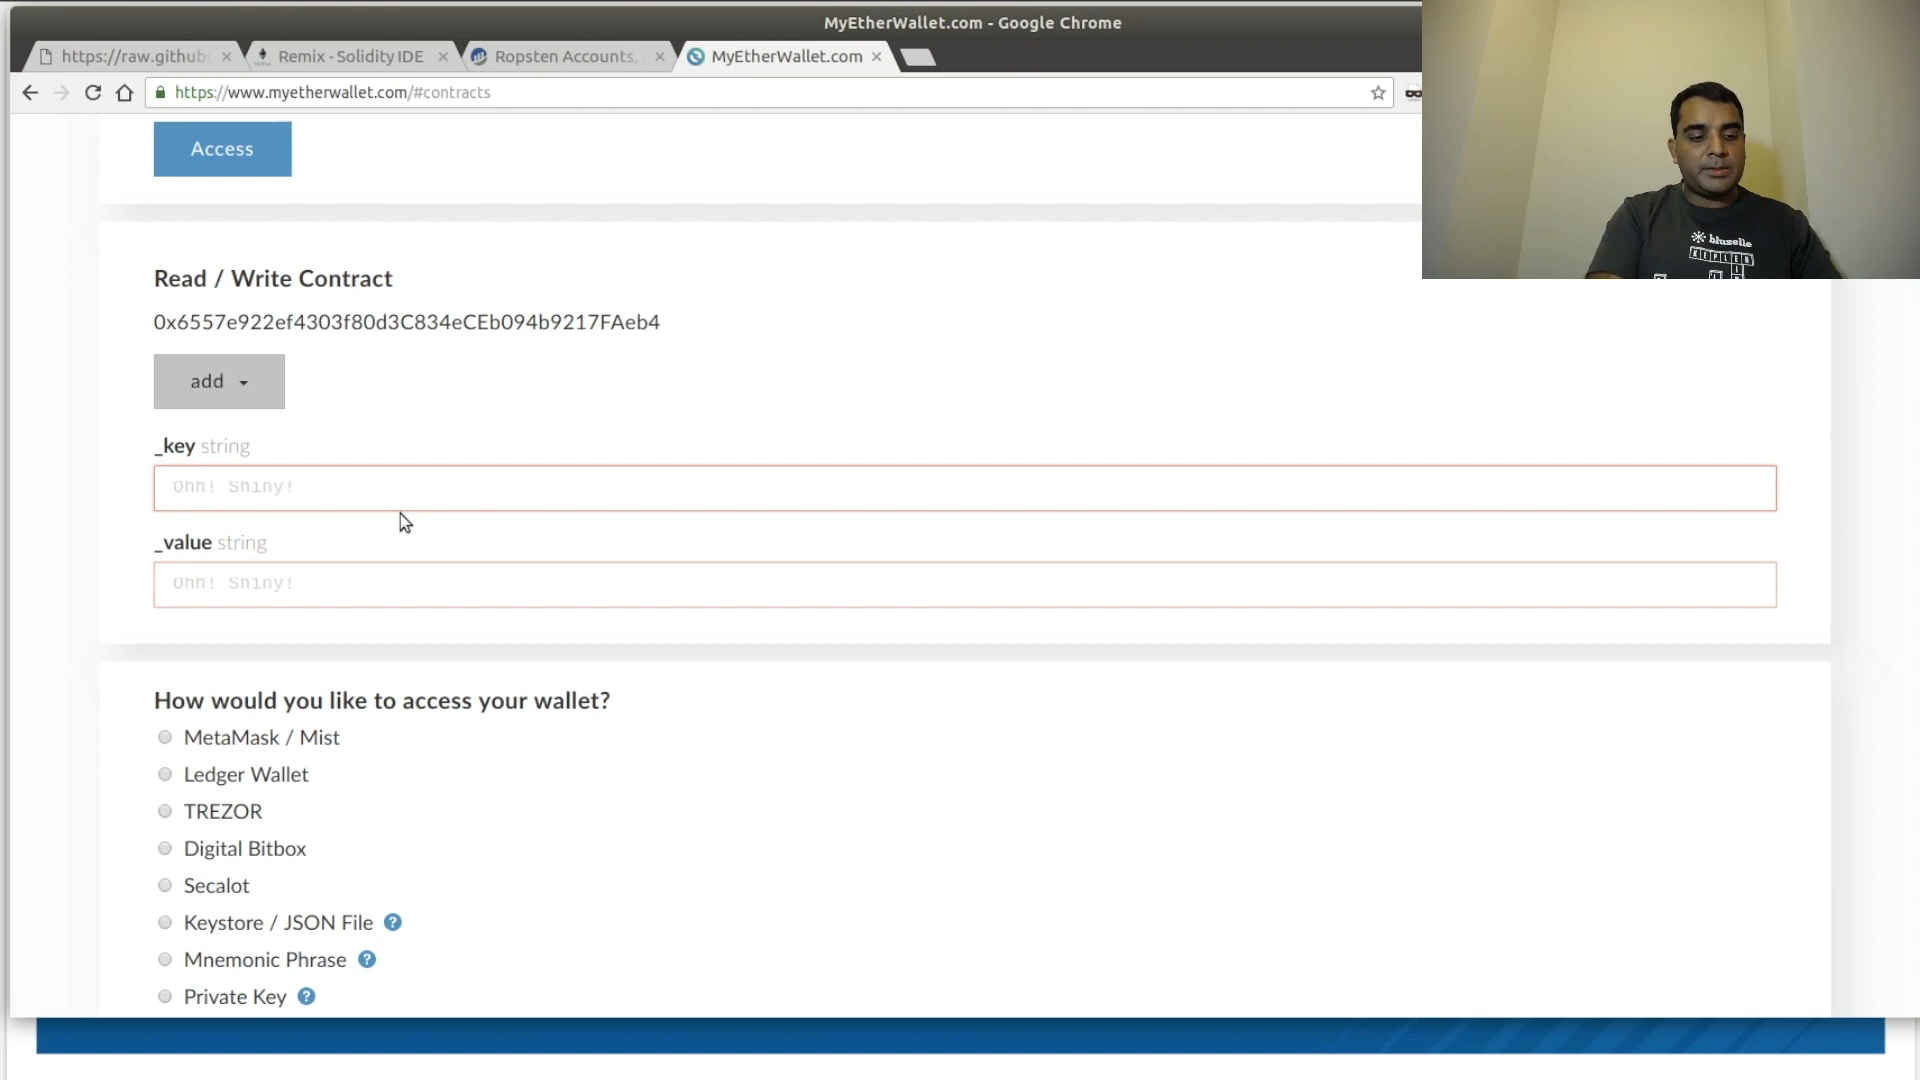 MyEtherWallet.com - Google Chrome
https://raw.githubu
Remix - Solidity IDE
Ropsten Accounts,
MyEtherWallet.com
https://www.myetherwallet.com/#contracts
Access
bluzelle
KEPLER
Read / Write Contract
0x6557e922ef4303f80d3C834eCEb094b9217FAeb4
add
_key string
Ohh! Shiny!
_value string
Ohh! Shiny!
How would you like to access your wallet?
MetaMask / Mist
Ledger Wallet
TREZOR
Digital Bitbox
Secalot
Keystore / JSON File ?
Mnemonic Phrase ?
Private Key ?